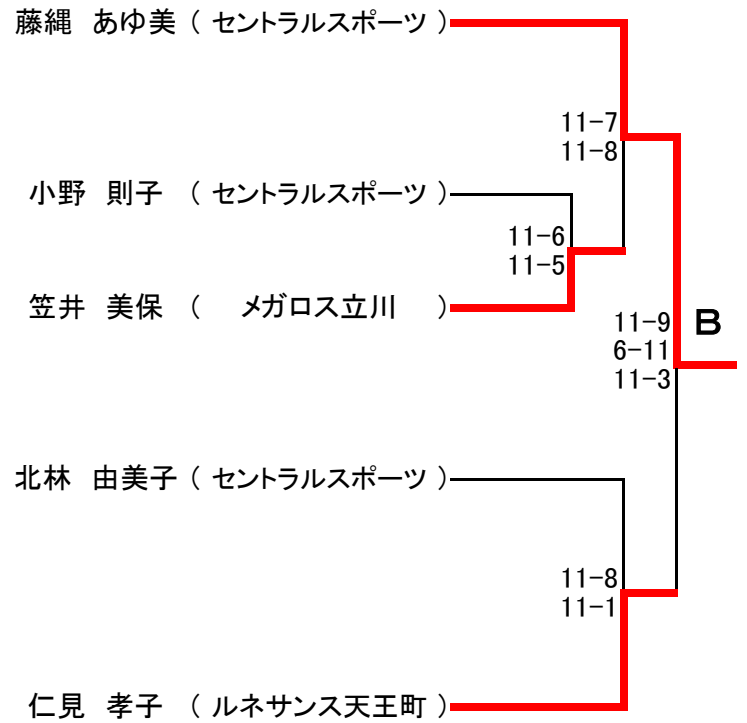 藤縄 あゆ美 ( セントラルスポーツ )
11-7
11-8
小野 則子 ( セントラルスポーツ )
11-6
11-5
笠井 美保 ( メガロス立川 )
11-9
6-11
11-3
B
北林 由美子 ( セントラルスポーツ )
11-8
11-1
仁見 孝子 ( ルネサンス天王町 )